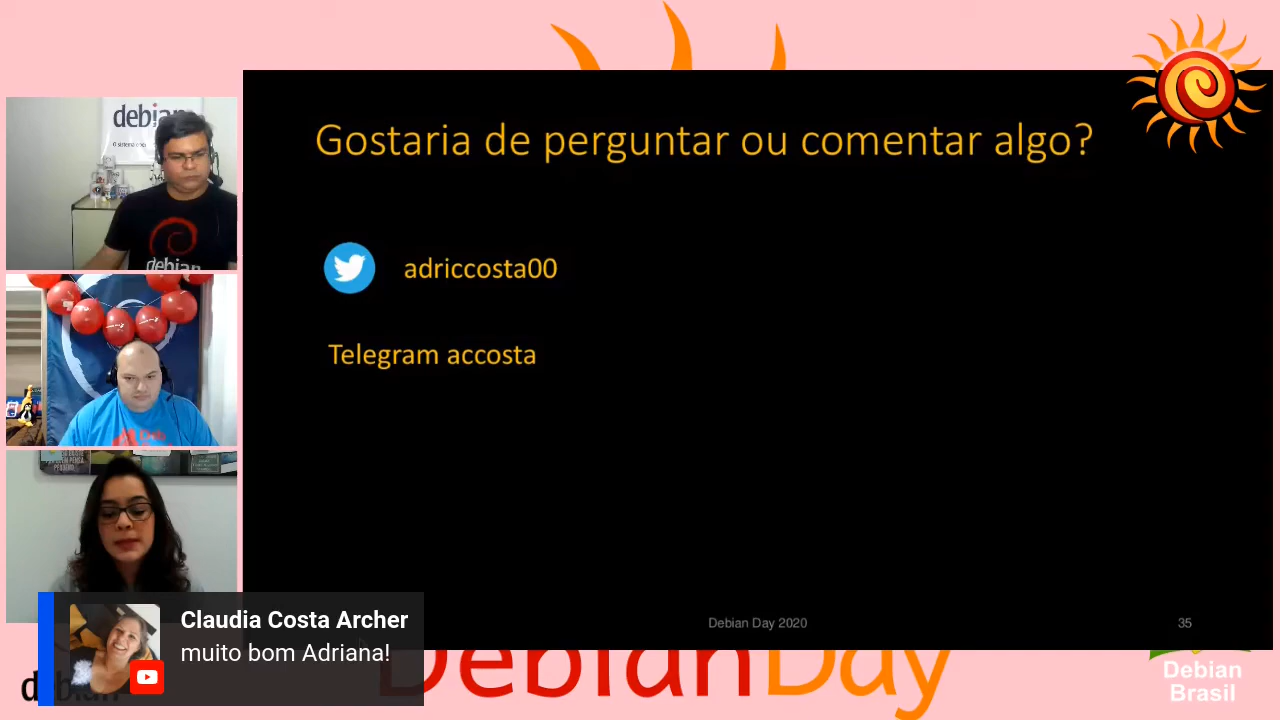 debian
Gostaria de perguntar ou comentar algo?
adriccosta00
Telegram accosta
debian
Claudia Costa Archer
muito bom Adriana!
Debian Day 2020
35
DebianDay
Debian
Brasil